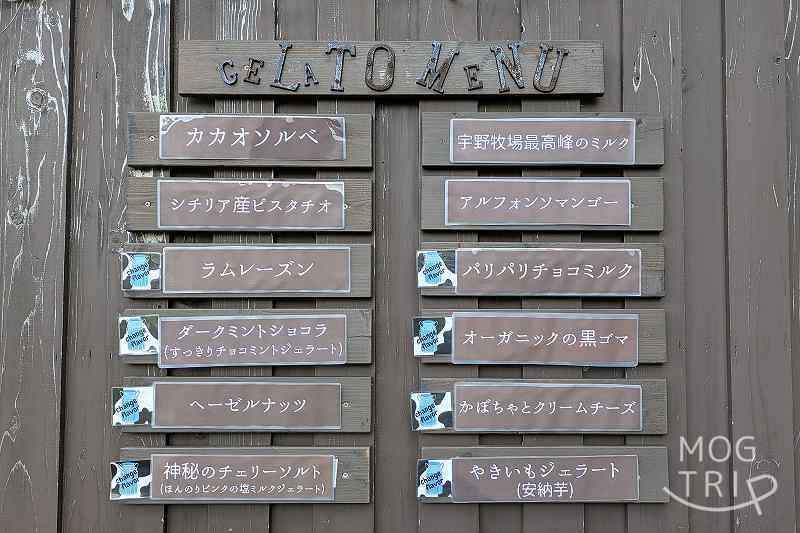 GELATO MENU
カカオソルベ
シチリア産ピスタチオ
change flavor
ラムレーズン
change flavor
ダークミントショコラ
(すっきりチョコミントジェラート)
change flavor
ヘーゼルナッツ
change flavor
神秘のチェリーソルト
(ほんのりピンクの塩ミルクジェラート)
宇野牧場最高峰のミルク
アルフォンソマンゴー
change flavor
パリパリチョコミルク
change flavor
オーガニックの黒ゴマ
change flavor
かぼちゃとクリームチーズ
change flavor
やきいもジェラート
(安納芋)
MOG
TRIP